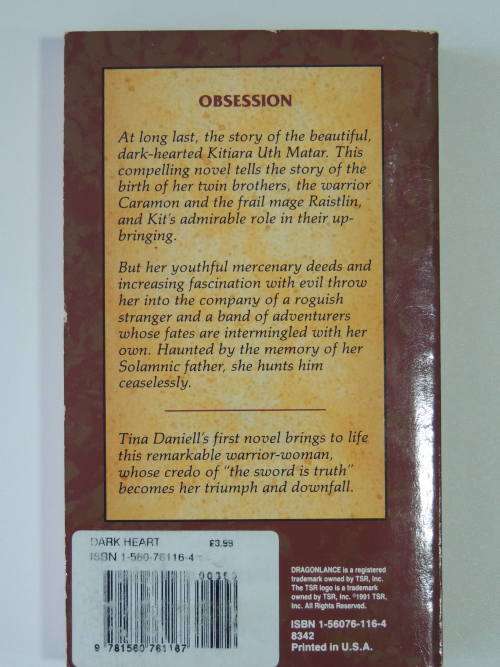 OBSESSION
At long last, the story of the beautiful,
dark-hearted Kitiara Uth Matar. This
compelling novel tells the story of the
birth of her twin brothers, the warrior
Caramon and the frail mage Raistlin,
and Kit's admirable role in their up-
bringing.
But her youthful mercenary deeds and
increasing fascination with evil throw
her into the company of a roguish
stranger and a band of adventurers
whose fates are intermingled with her
own. Haunted by the memory of her
Solamnic father, she hunts him
ceaselessly.
Tina Daniell's first novel brings to life
this remarkable warrior-woman,
whose credo of "the sword is truth"
becomes her triumph and downfall.
DARK HEART £3.99
ISBN 1-560-76116-4
9 781560 761167
DRAGONLANCE is a registered
trademark owned by TSR, Inc.
The TSR logo is a trademark
owned by TSR, Inc. ©1991 TSR,
Inc. All Rights Reserved.
ISBN 1-56076-116-4
8342
Printed in U.S.A.